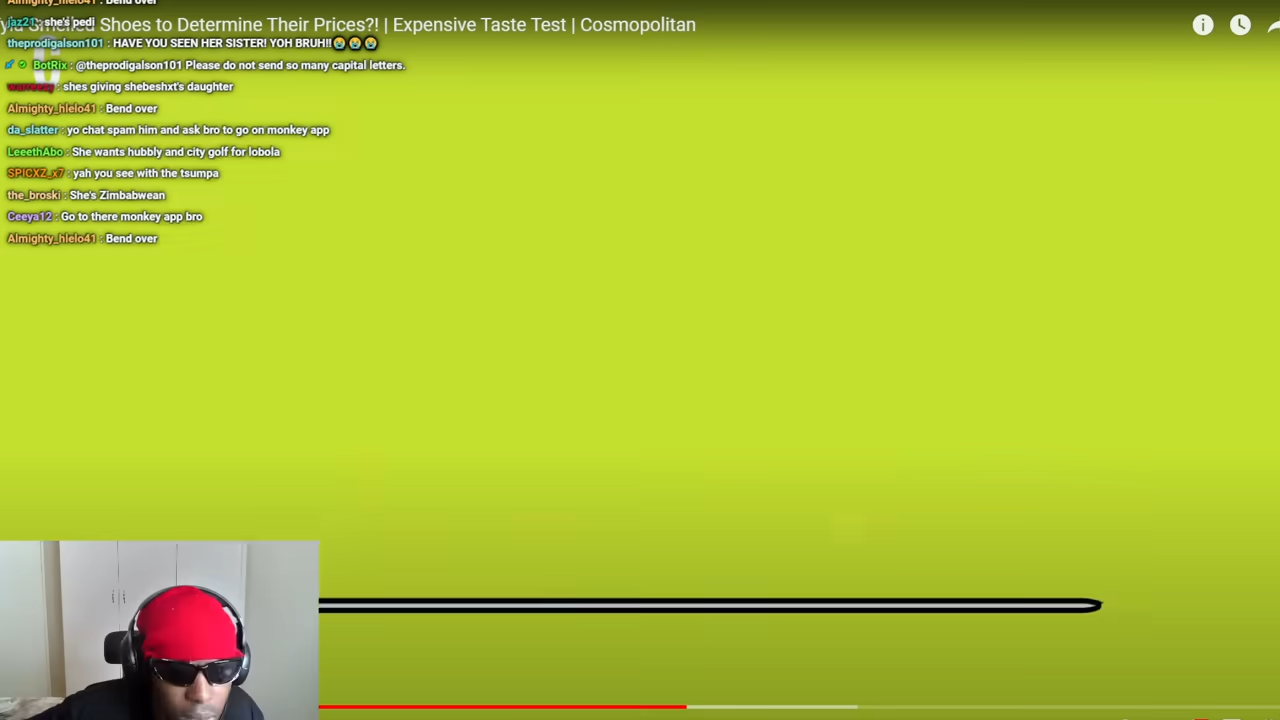 Almighty_hlelo41 : Bend over
Smelled Shoes to Determine Their Prices?! | Expensive Taste Test | Cosmopolitan
jaz21 : she's pedi
theprodigalson101 : HAVE YOU SEEN HER SISTER! YOH BRUH!!😭😭😭
BotRix : @theprodigalson101 Please do not send so many capital letters.
: shes giving shebeshxt's daughter
Almighty_hlelo41 : Bend over
da_slatter : yo chat spam him and ask bro to go on monkey app
LeeethAbo : She wants hubbly and city golf for lobola
SPICXZ_x7 : yah you see with the tsumpa
the_broski : She's Zimbabwean
Ceeya12 : Go to there monkey app bro
Almighty_hlelo41 : Bend over